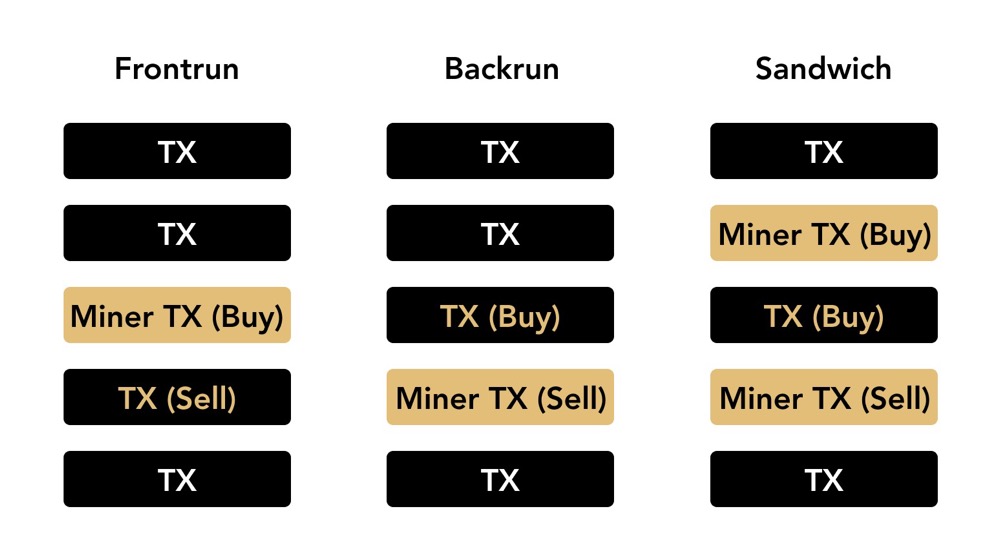 Frontrun
TX
TX
Miner TX (Buy)
TX (Sell)
TX
Backrun
TX
TX
TX (Buy)
Miner TX (Sell)
TX
Sandwich
TX
Miner TX (Buy)
TX (Buy)
Miner TX (Sell)
TX